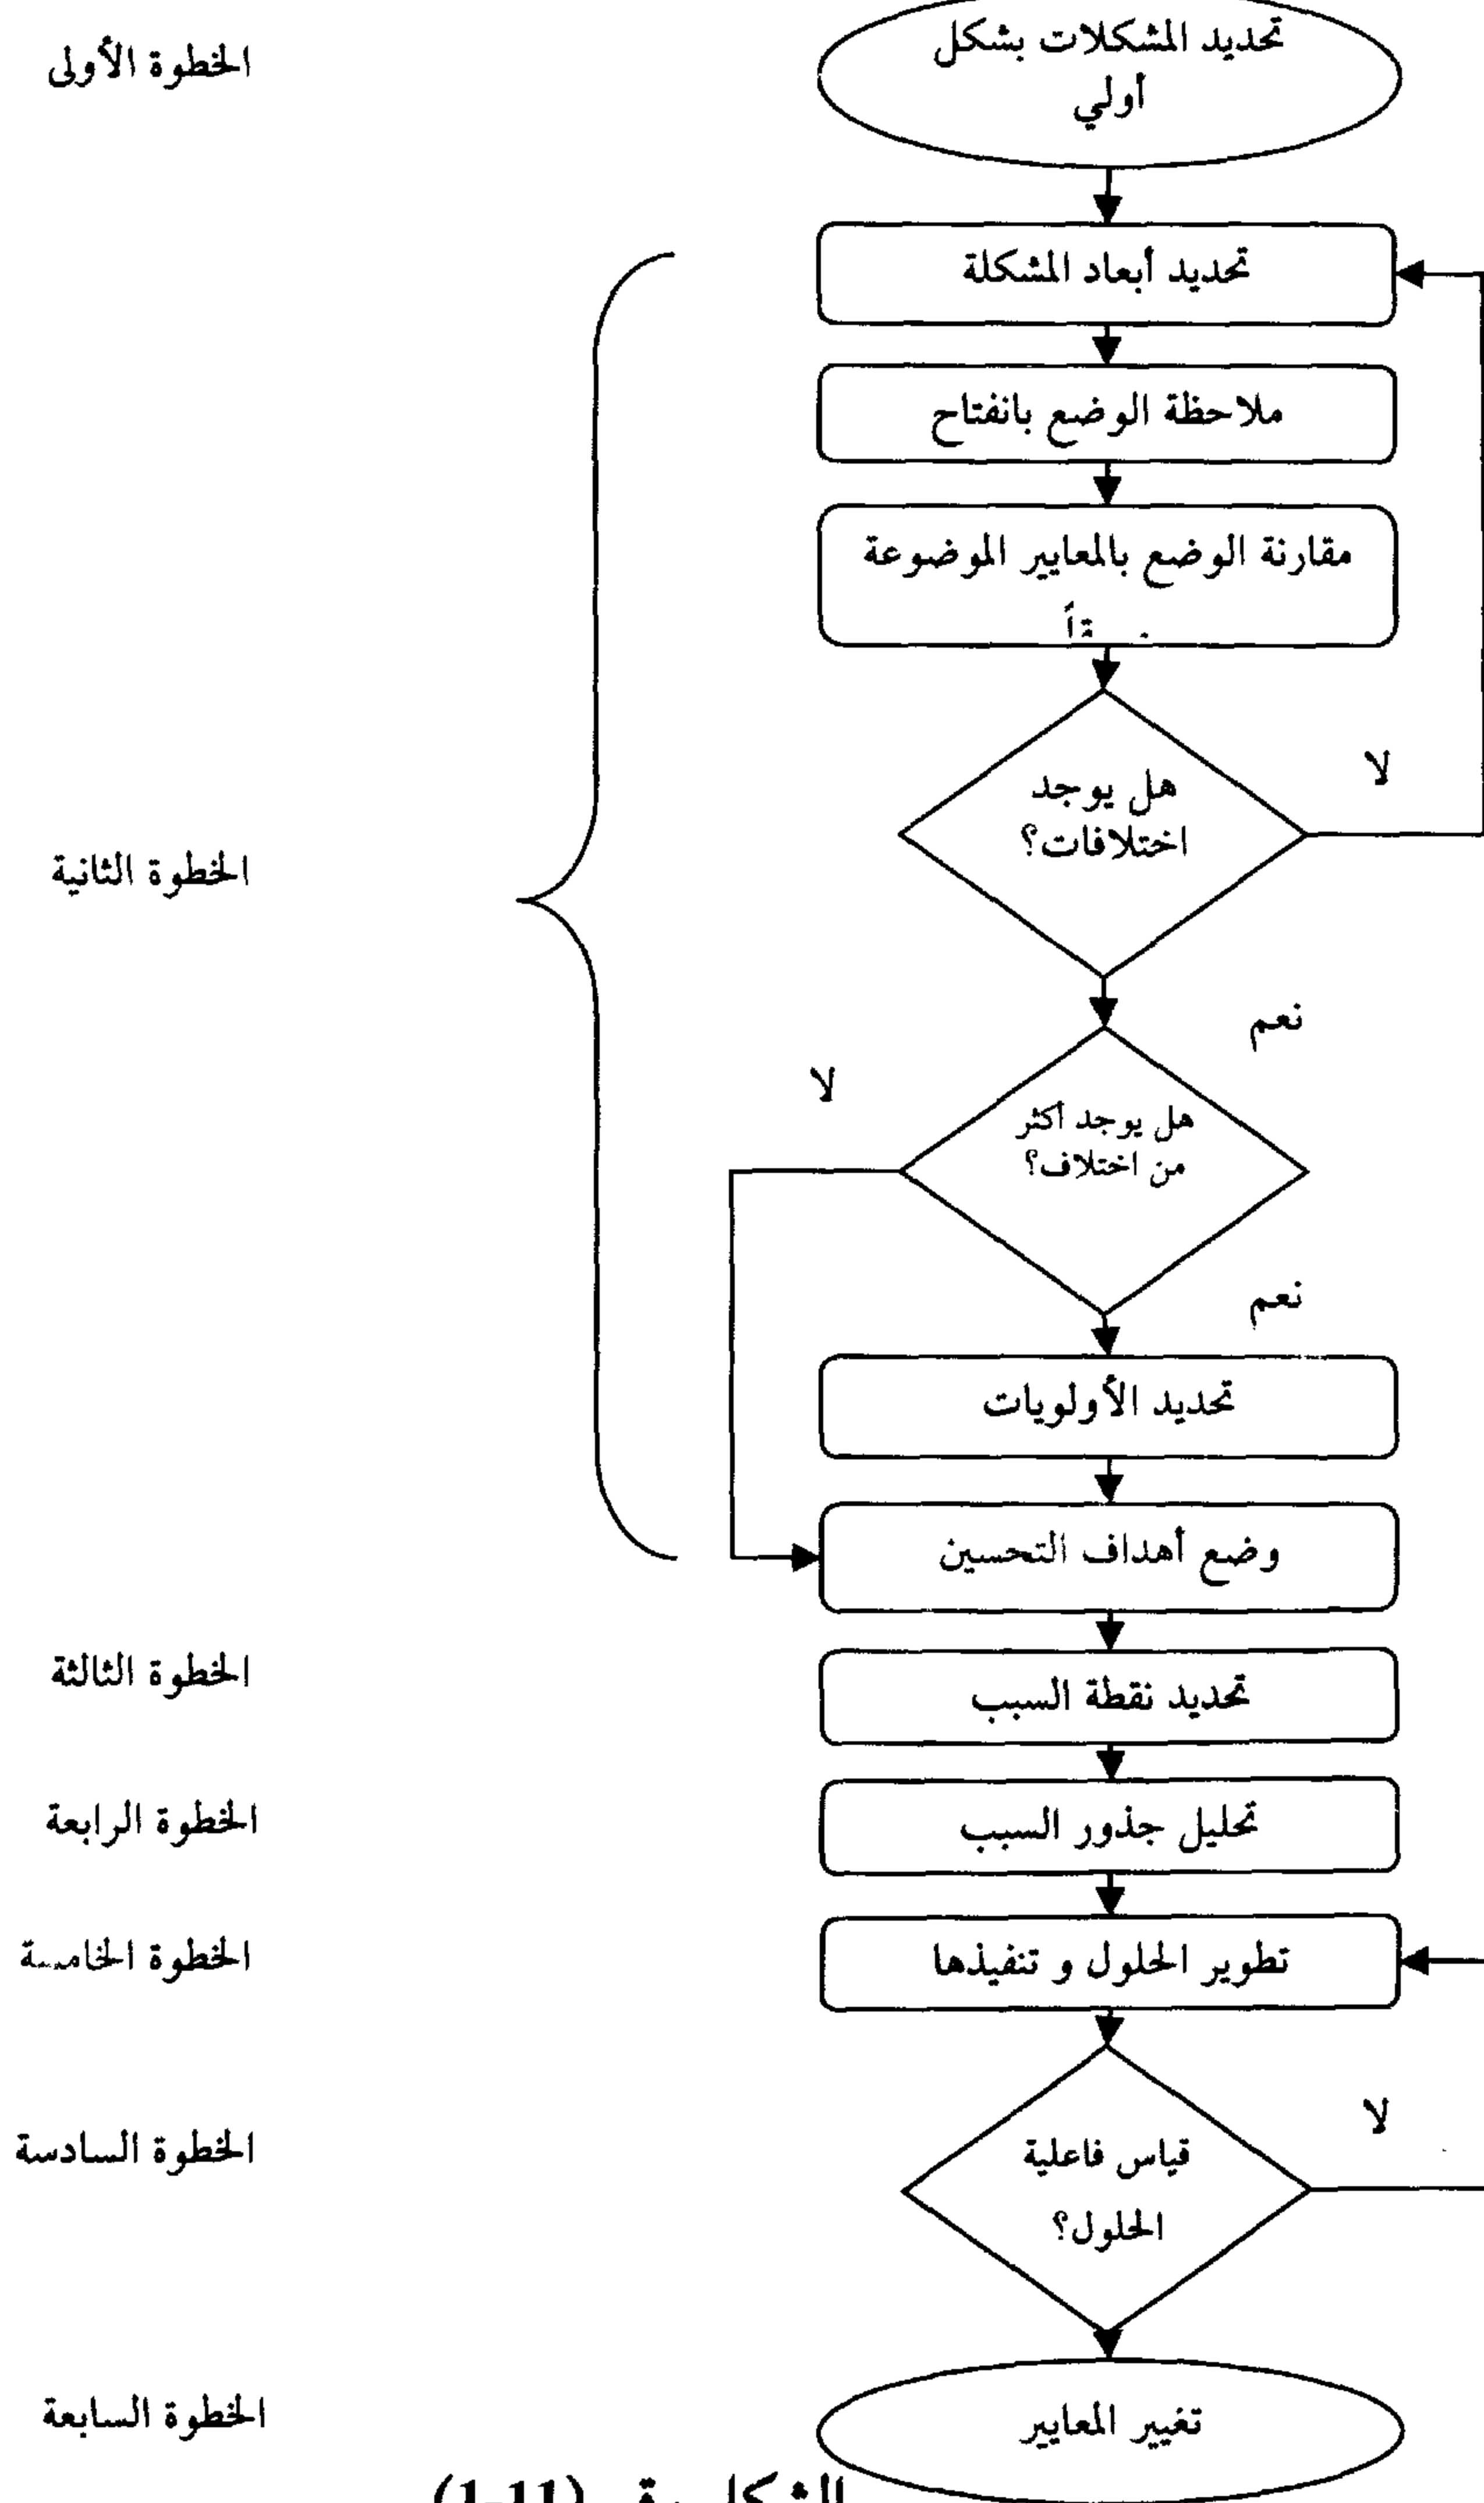 الخطوة الأولى
تحديد المشكلات بشكل
أولي
تحديد أبعاد المشكلة
ملاحظة الوضع بانفتاح
مقارنة الوضع بالمعايير الموضوعة
هل يوجد
اختلافات؟
لا
الخطوة الثانية
نعم
هل يوجد أكثر
من اختلاف؟
لا
نعم
تحديد الأولويات
وضع أهداف التحسين
الخطوة الثالثة
تحديد نقطة السبب
الخطوة الرابعة
تحليل جذور السبب
الخطوة الخامسة
تطوير الحلول و تنفيذها
الخطوة السادسة
قياس فاعلية
الحلول؟
لا
الخطوة السابعة
تغيير المعايير
(1-11)